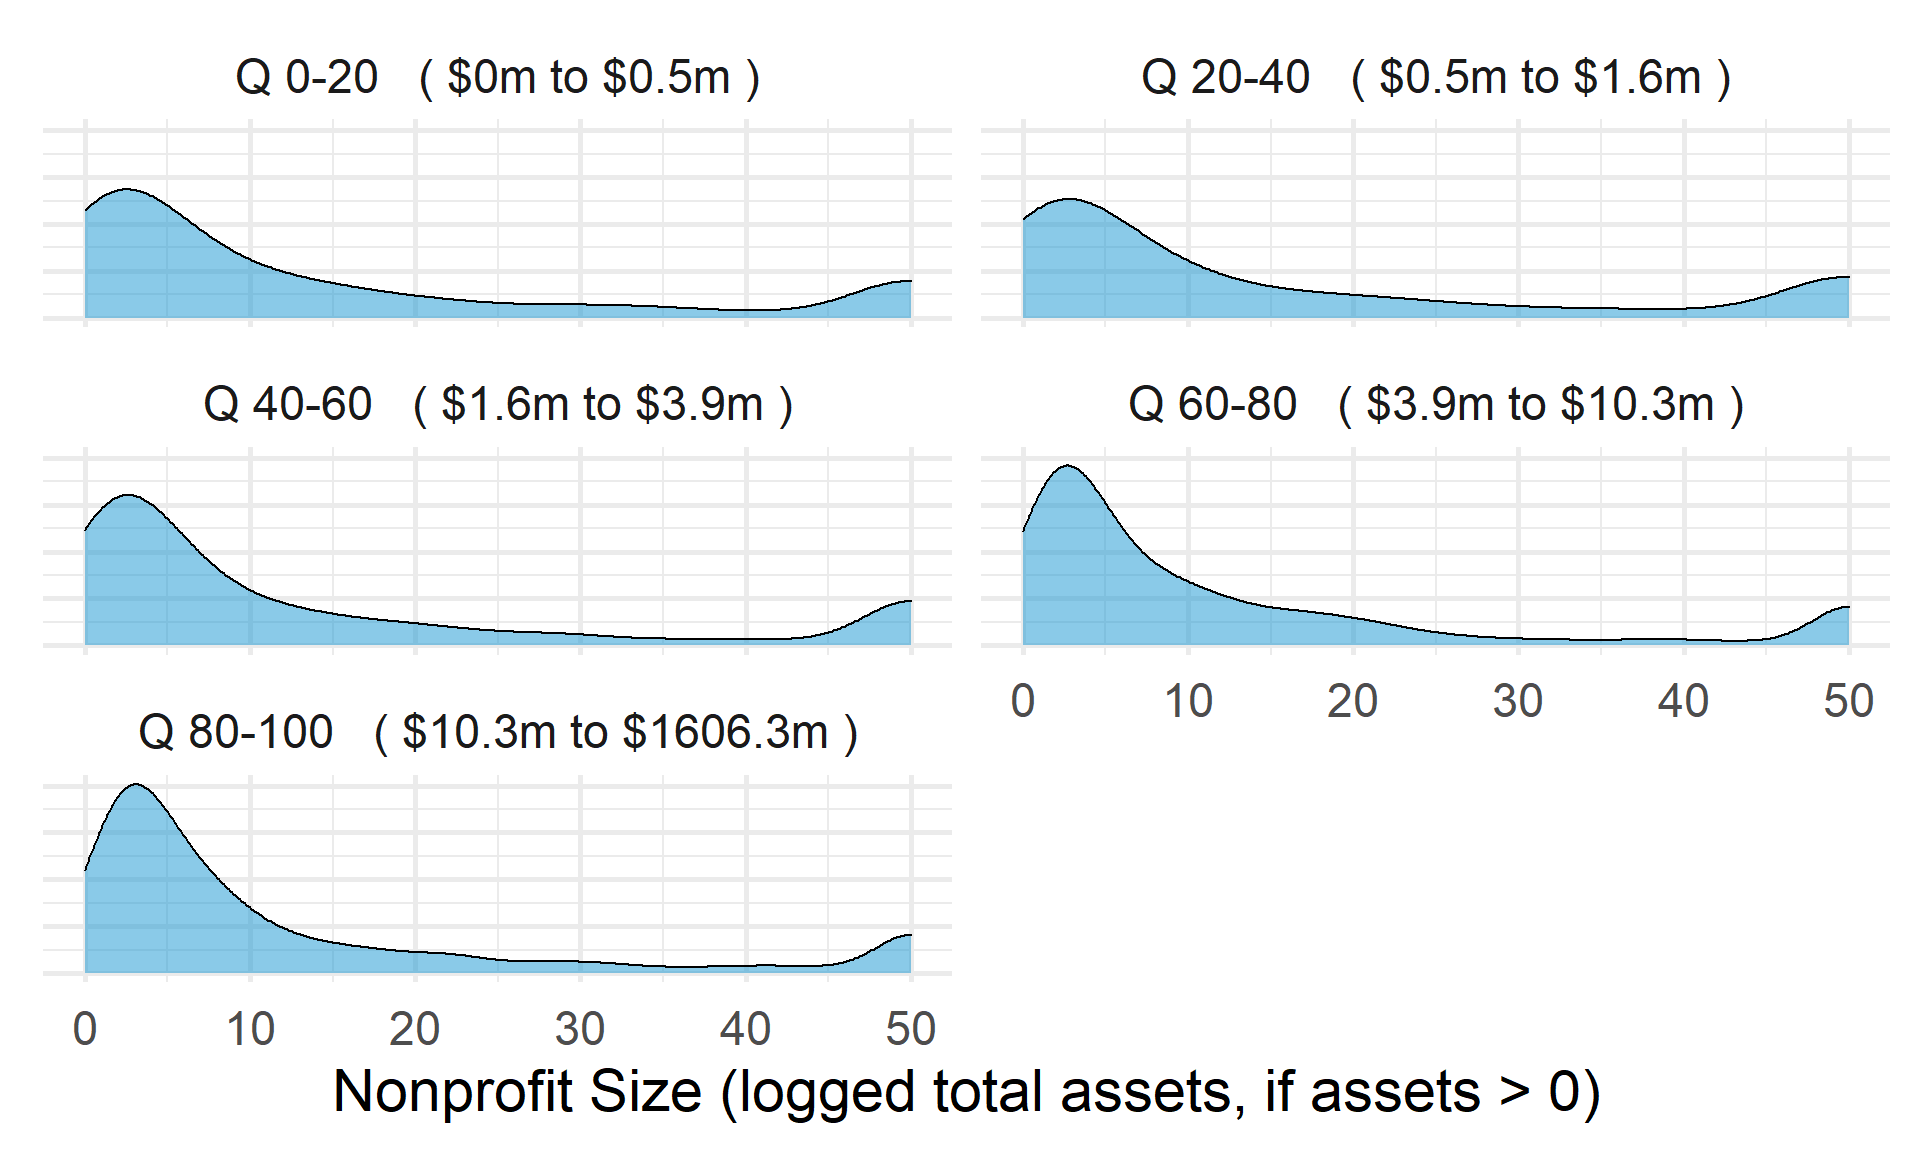 Q 0-20 ( $0m to $0.5m )
Q 20-40 ( $0.5m to $1.6m )
Q 40-60 ( $1.6m to $3.9m )
Q 60-80 ( $3.9m to $10.3m )
0 10 20 30 40 50
Q 80-100 ( $10.3m to $1606.3m )
0 10 20 30 40 50
Nonprofit Size (logged total assets, if assets > 0)